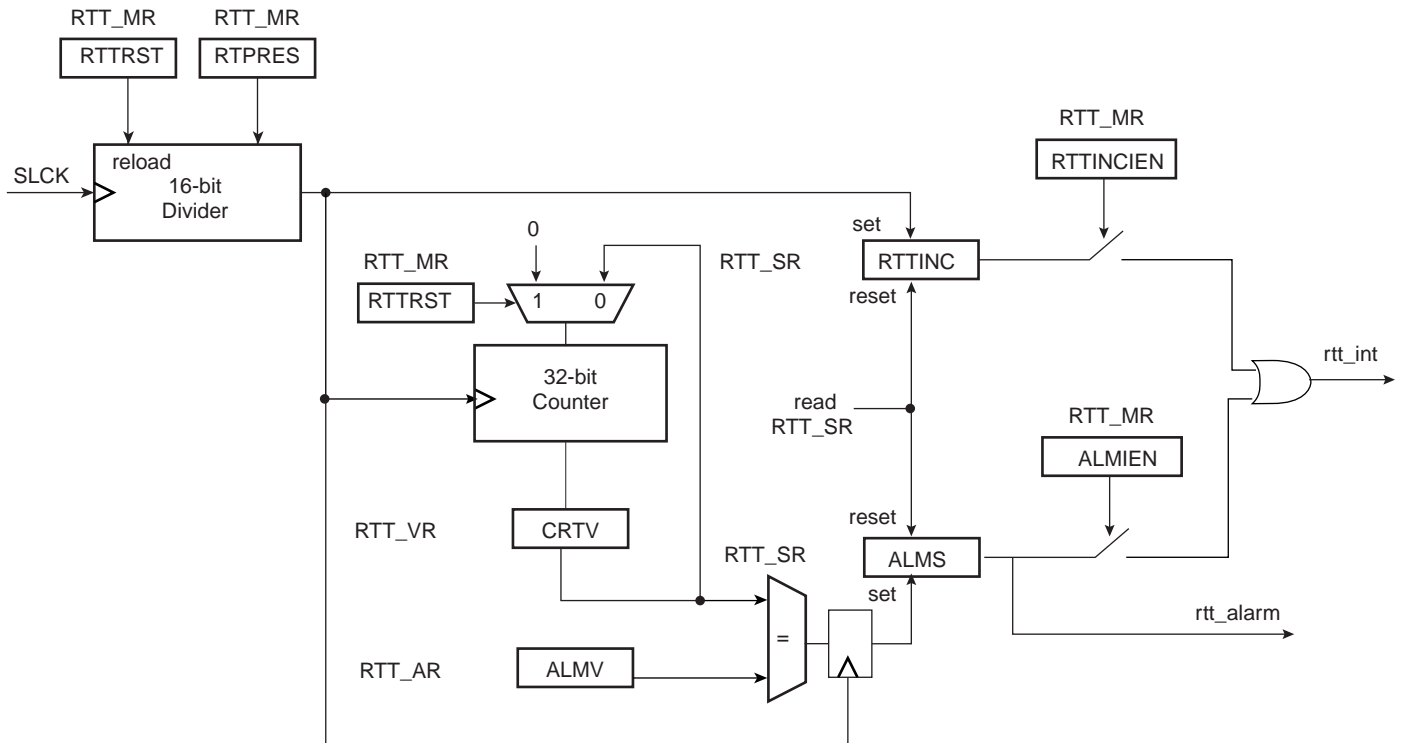 RTT_MR
RTT_MR
RTTRST
RTPRES
RTT_MR
RTTINCIEN
reload
SLCK
16-bit
Divider
set
0
RTT_MR
RTT_SR
RTTINC
RTTRST
1
0
reset
rtt_int
32-bit
Counter
read
RTT_SR
RTT_MR
ALMIEN
reset
RTT_VR
CRTV
RTT_SR
ALMS
set
rtt_alarm
=
RTT_AR
ALMV